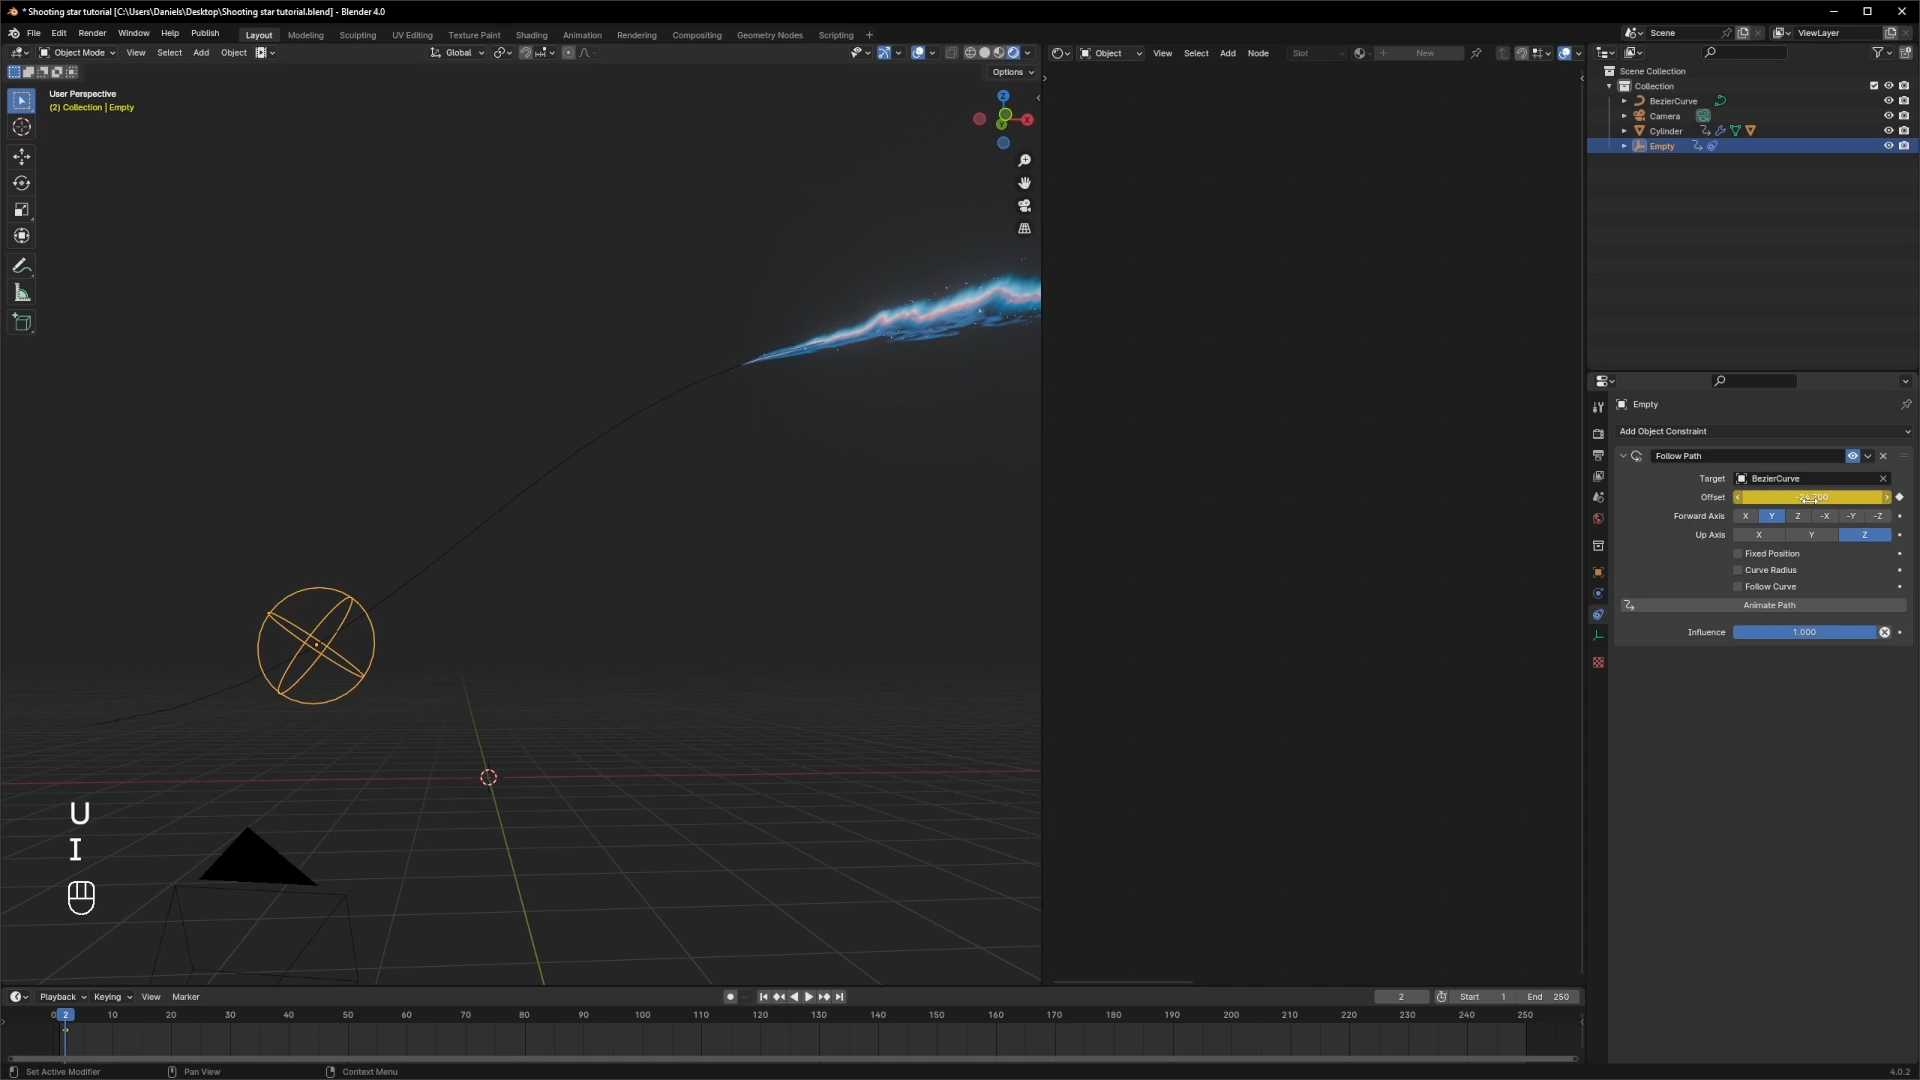 * Shooting star tutorial [C:\Users\Daniels\Desktop\Shooting star tutorial.blend] - Blender 4.0
File Edit Render Window Help Publish Layout Modeling Sculpting UV Editing Texture Paint Shading Animation Rendering Compositing Geometry Nodes Scripting + Scene ViewLayer
Object Mode View Select Add Object Global Object View Select Add Node Slot New
Options
Scene Collection
User Perspective
(2) Collection | Empty
Collection
BezierCurve
Camera
Cylinder
Empty
Z
X
Y
Empty
Add Object Constraint
Follow Path
Target BezierCurve
Offset
Forward Axis X Y Z -X -Y -Z
Up Axis X Y Z
Fixed Position
Curve Radius
Follow Curve
Animate Path
Influence 1.000
U
I
Playback Keying View Marker 2 Start 1 End 250
0 2 10 20 30 40 50 60 70 80 90 100 110 120 130 140 150 160 170 180 190 200 210 220 230 240 250
Set Active Modifier Pan View Context Menu 4.0.2